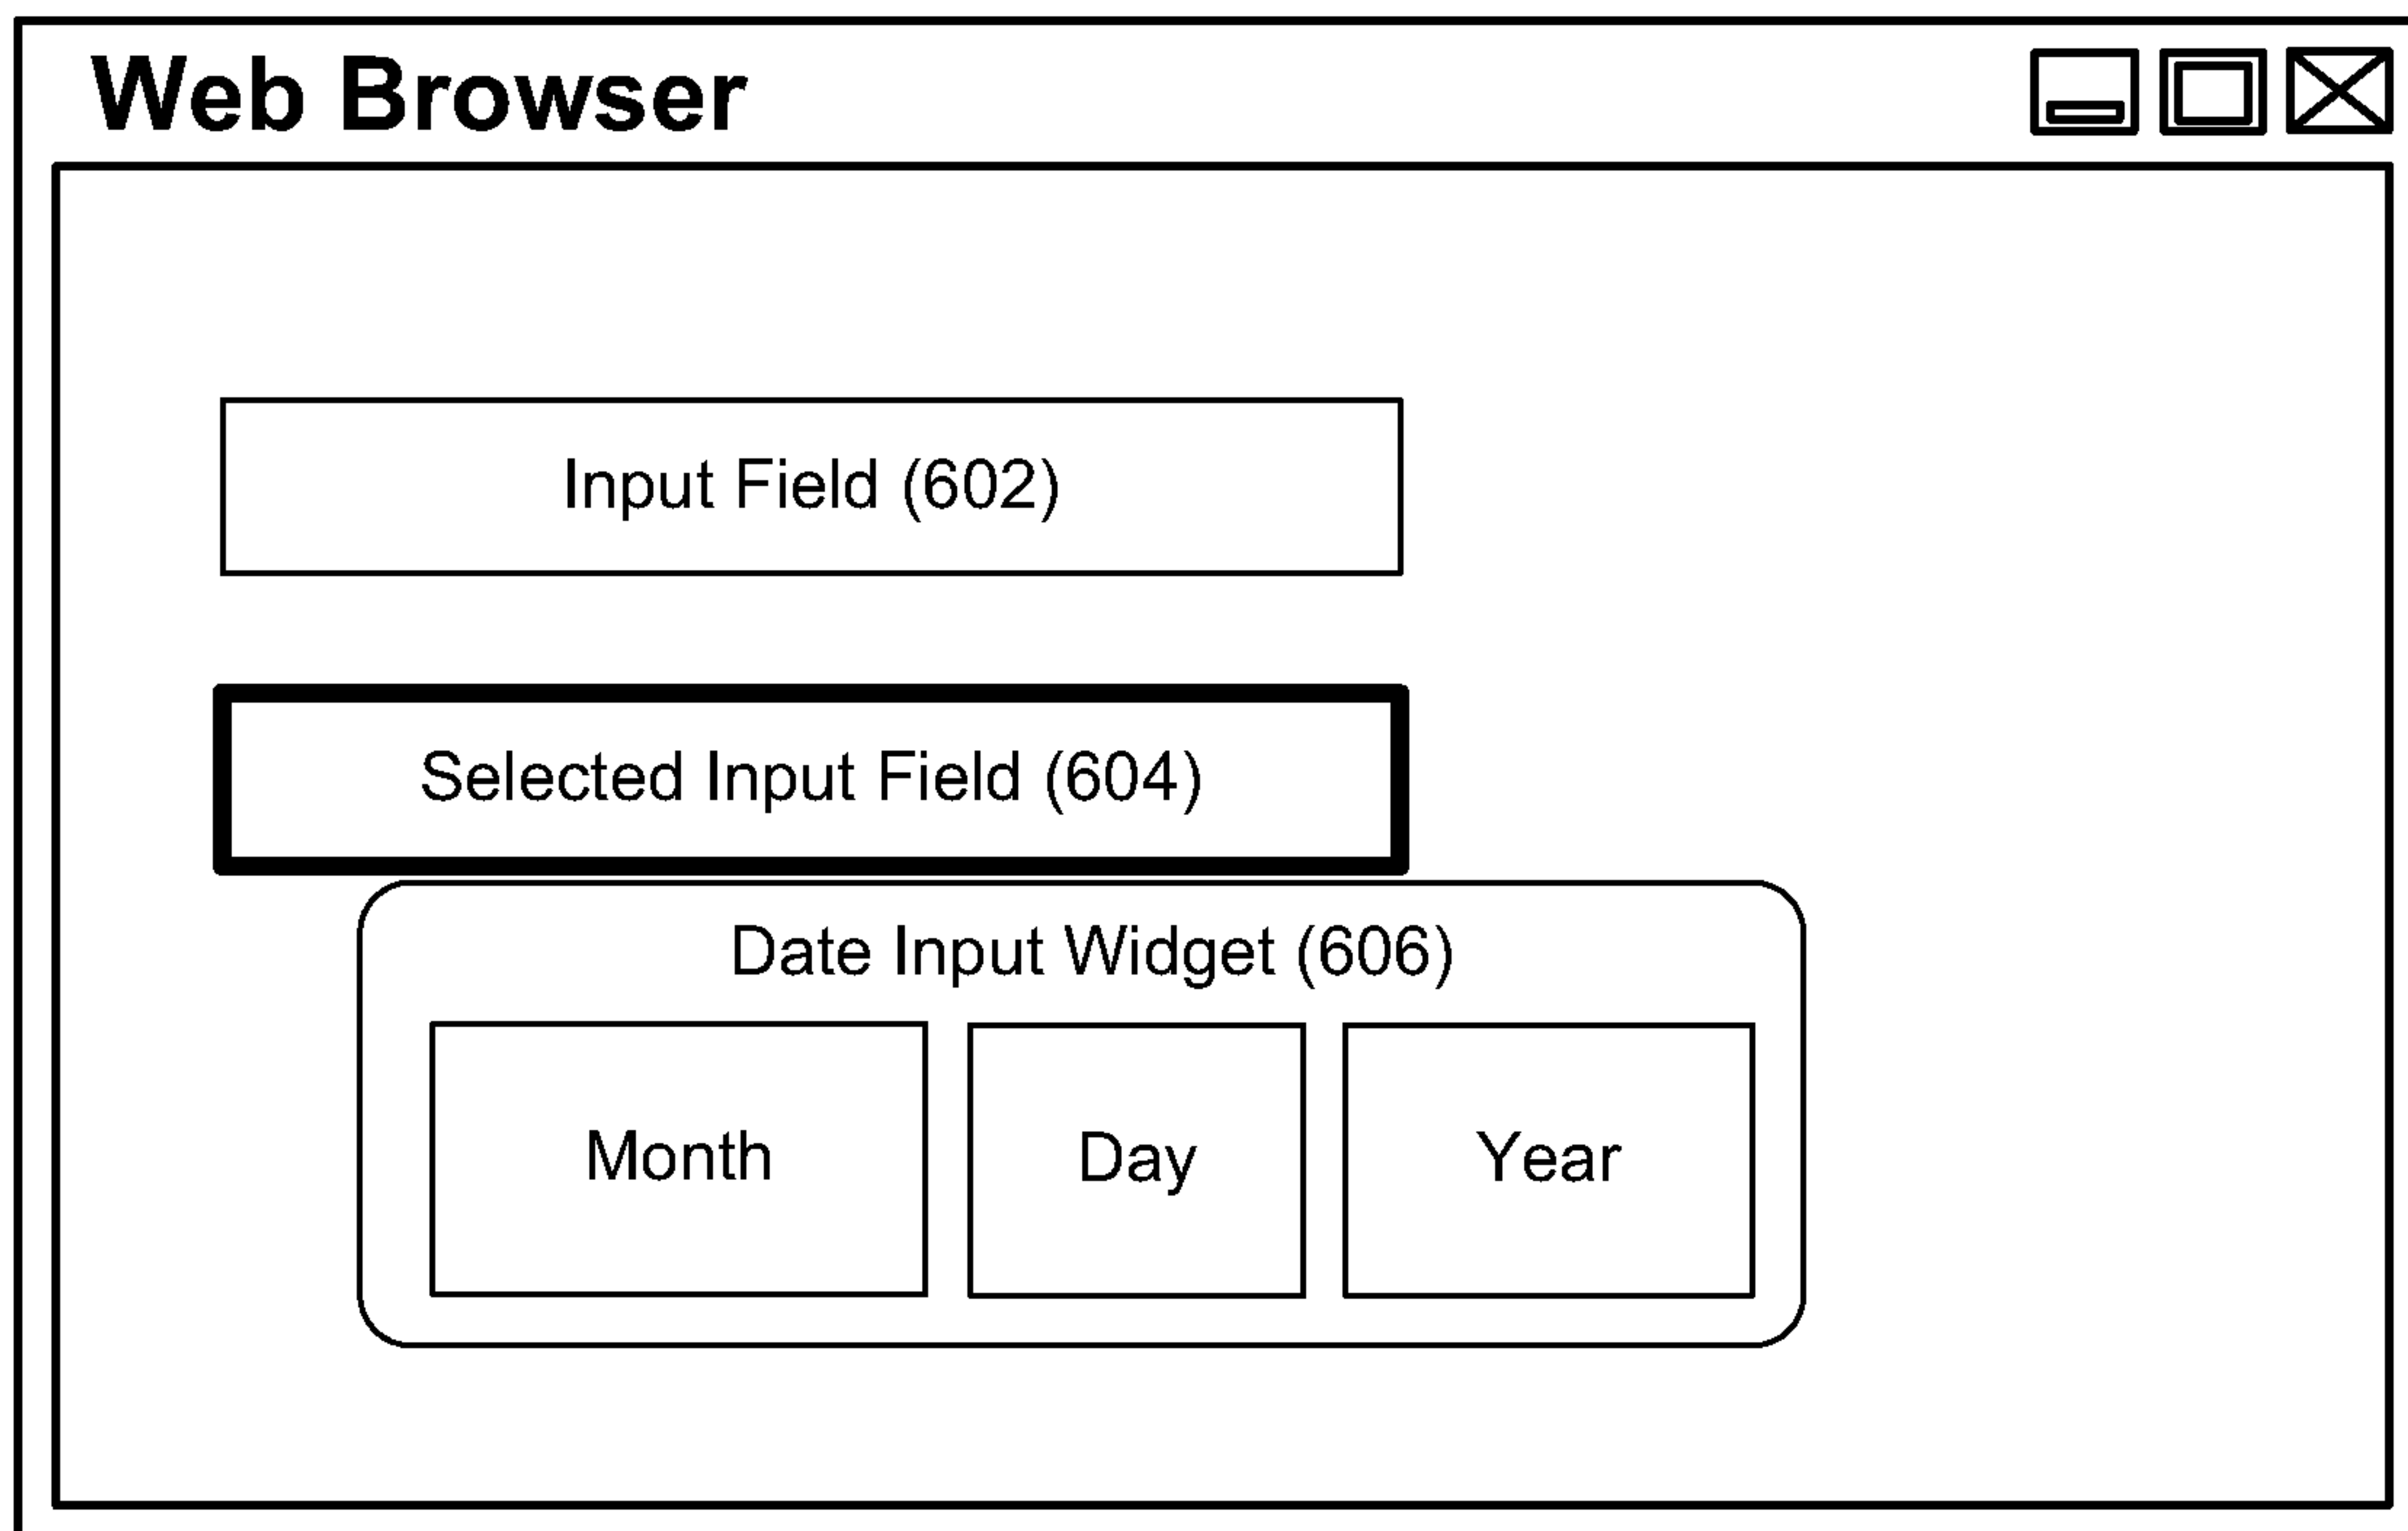 Web Browser
Input Field (602)
Selected Input Field (604)
Date Input Widget (606)
Month Day Year